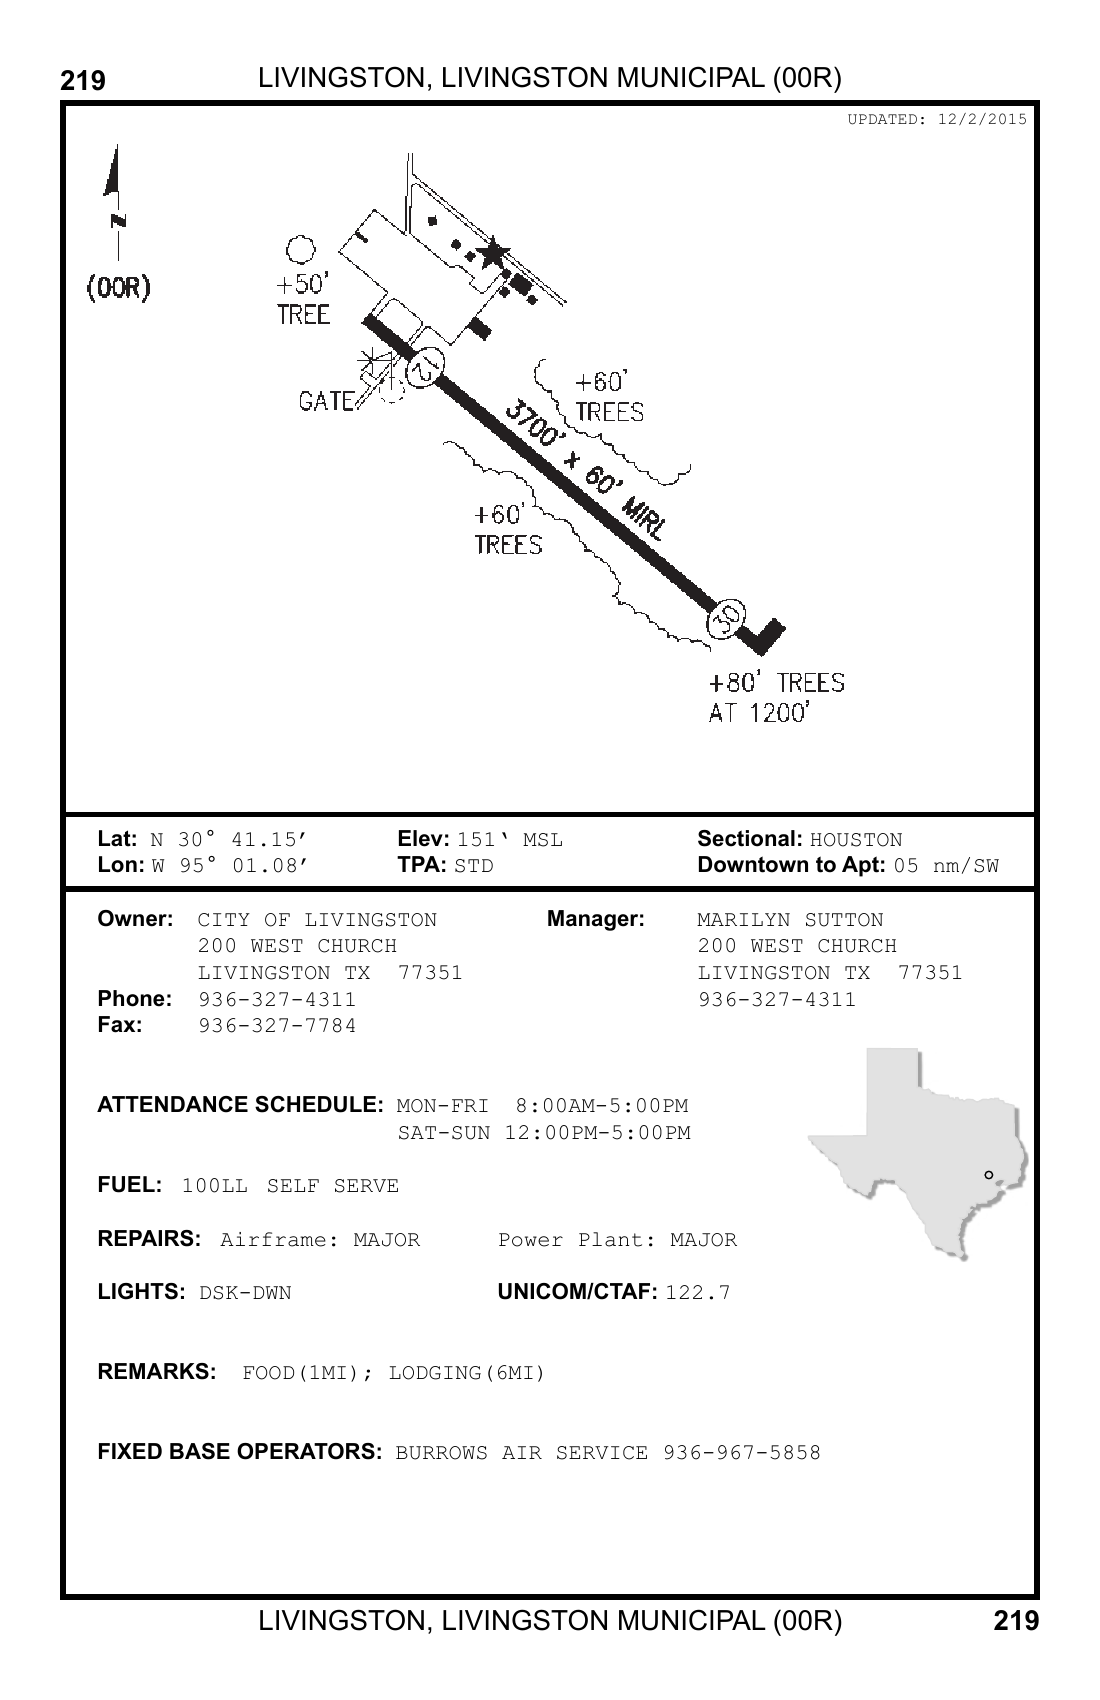 219 LIVINGSTON, LIVINGSTON MUNICIPAL (00R)
UPDATED: 12/2/2015
N
(00R)
+50'
TREE
12
GATE
+60'
TREES
3700' x 60' MIRL
+60'
TREES
30
+80' TREES
AT 1200'
Lat: N 30° 41.15′ Elev: 151‘ MSL Sectional: HOUSTON
Lon: W 95° 01.08′ TPA: STD Downtown to Apt: 05 nm/SW
Owner: CITY OF LIVINGSTON Manager: MARILYN SUTTON
200 WEST CHURCH 200 WEST CHURCH
LIVINGSTON TX 77351 LIVINGSTON TX 77351
Phone: 936-327-4311 936-327-4311
Fax: 936-327-7784
ATTENDANCE SCHEDULE: MON-FRI 8:00AM-5:00PM
SAT-SUN 12:00PM-5:00PM
FUEL: 100LL SELF SERVE
REPAIRS: Airframe: MAJOR Power Plant: MAJOR
LIGHTS: DSK-DWN UNICOM/CTAF: 122.7
REMARKS: FOOD(1MI); LODGING(6MI)
FIXED BASE OPERATORS: BURROWS AIR SERVICE 936-967-5858
LIVINGSTON, LIVINGSTON MUNICIPAL (00R) 219